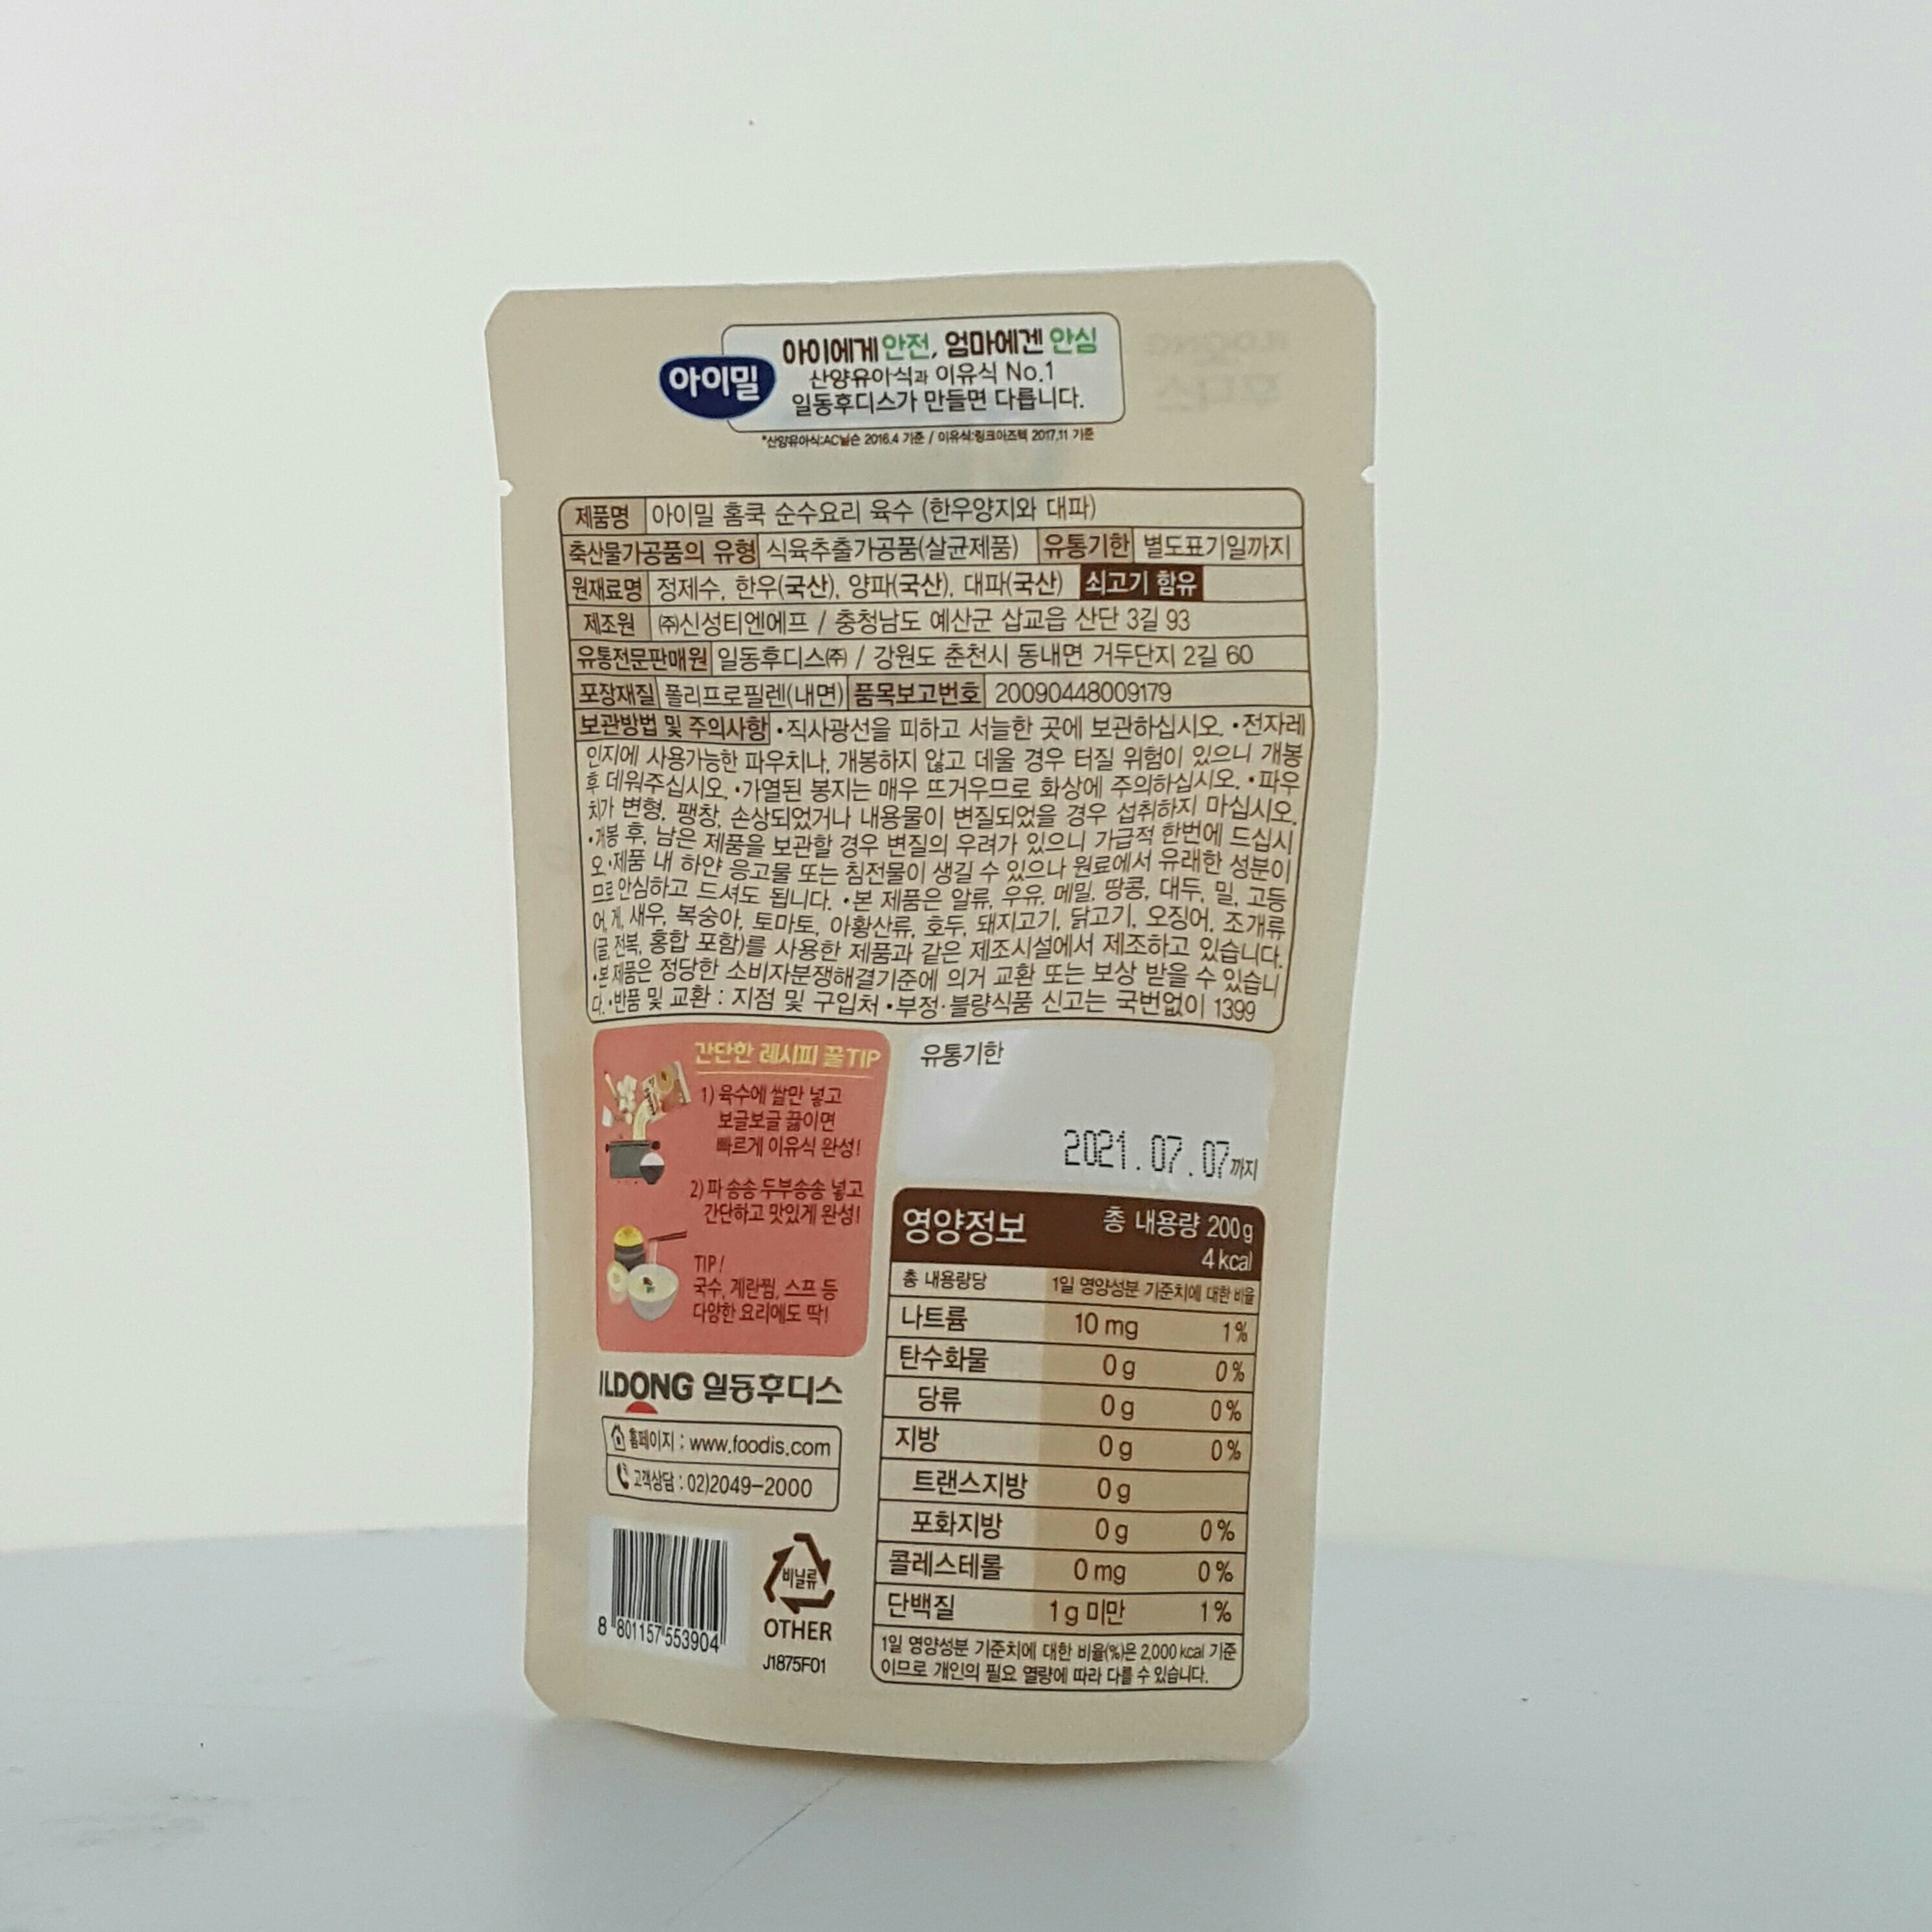 아이밀
아이에게 안전, 엄마에겐 안심
산양유아식과 이유식 No.1
일동후디스가 만들면 다릅니다.
*산양유아식:AC닐슨 2016.4 기준 / 이유식:링크아즈텍 2017.11 기준
제품명 아이밀 홈쿡 순수요리 육수 (한우양지와 대파)
축산물가공품의 유형 식육추출가공품(살균제품) 유통기한 별도표기일까지
원재료명 정제수, 한우(국산), 양파(국산), 대파(국산) 쇠고기 함유
제조원 ㈜신성티엔에프 / 충청남도 예산군 삽교읍 산단 3길 93
유통전문판매원 일동후디스㈜ / 강원도 춘천시 동내면 거두단지 2길 60
포장재질 폴리프로필렌(내면) 품목보고번호 20090448009179
보관방법 및 주의사항 •직사광선을 피하고 서늘한 곳에 보관하십시오. •전자레
인지에 사용가능한 파우치나, 개봉하지 않고 데울 경우 터질 위험이 있으니 개봉
후 데워주십시오. •가열된 봉지는 매우 뜨거우므로 화상에 주의하십시오. •파우
치가 변형, 팽창, 손상되었거나 내용물이 변질되었을 경우 섭취하지 마십시오.
•개봉 후, 남은 제품을 보관할 경우 변질의 우려가 있으니 가급적 한번에 드십시
오 •제품 내 하얀 응고물 또는 침전물이 생길 수 있으나 원료에서 유래한 성분이
므로 안심하고 드셔도 됩니다. •본 제품은 알류, 우유, 메밀, 땅콩, 대두, 밀, 고등
어, 게, 새우, 복숭아, 토마토, 아황산류, 호두, 돼지고기, 닭고기, 오징어, 조개류
(굴, 전복, 홍합 포함)를 사용한 제품과 같은 제조시설에서 제조하고 있습니다.
•본 제품은 정당한 소비자분쟁해결기준에 의거 교환 또는 보상 받을 수 있습니
다. •반품 및 교환 : 지점 및 구입처 •부정·불량식품 신고는 국번없이 1399
간단한 레시피 꿀TIP
1) 육수에 쌀만 넣고
보글보글 끓이면
빠르게 이유식 완성!
2) 파 송송 두부송송 넣고
간단하고 맛있게 완성!
TIP!
국수, 계란찜, 스프 등
다양한 요리에도 딱!
유통기한
2021.07.07까지
ILDONG 일동후디스
홈페이지 : www.foodis.com
고객상담 : 02)2049-2000
8 801157 553904
비닐류
OTHER
J1875F01
영양정보 총 내용량 200g
4 kcal
총 내용량당 1일 영양성분 기준치에 대한 비율
나트륨 10 mg 1%
탄수화물 0 g 0%
당류 0 g 0%
지방 0 g 0%
트랜스지방 0 g
포화지방 0 g 0%
콜레스테롤 0 mg 0%
단백질 1 g 미만 1%
1일 영양성분 기준치에 대한 비율(%)은 2,000 kcal 기준
이므로 개인의 필요 열량에 따라 다를 수 있습니다.